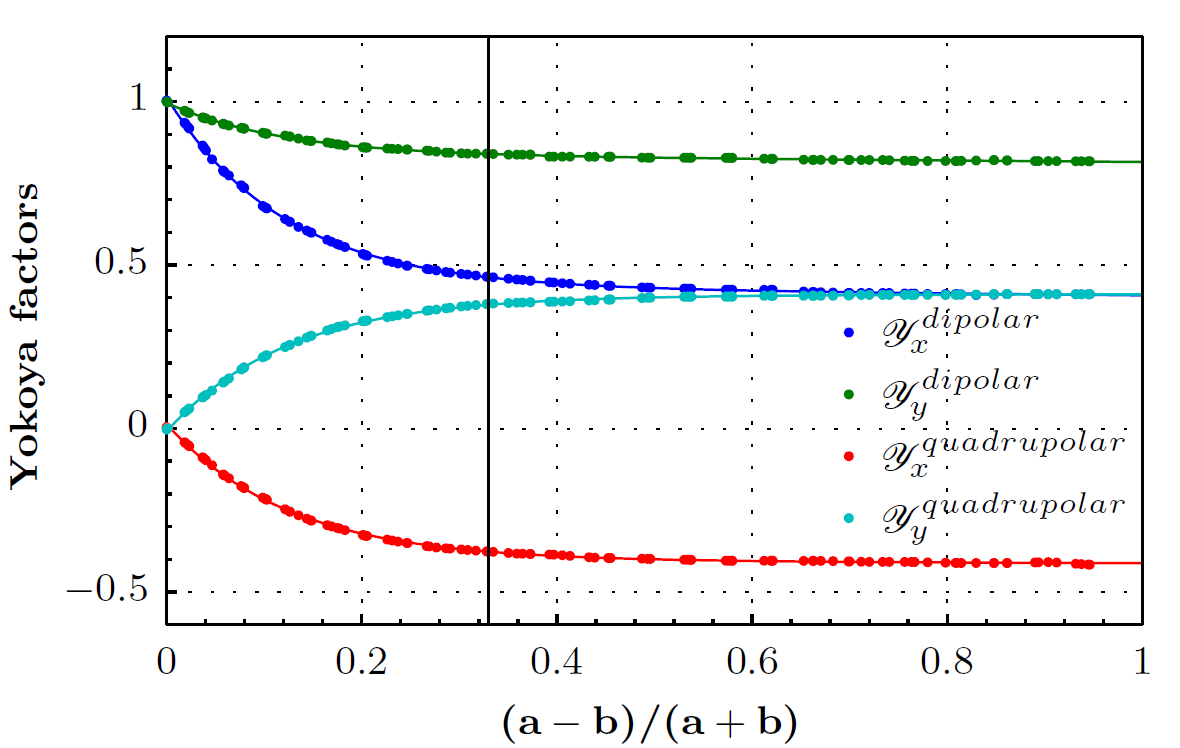 Yokoya factors
1
0.5
0
−0.5
𝒴_x^{dipolar}
𝒴_y^{dipolar}
𝒴_x^{quadrupolar}
𝒴_y^{quadrupolar}
0 0.2 0.4 0.6 0.8 1
(a − b)/(a + b)